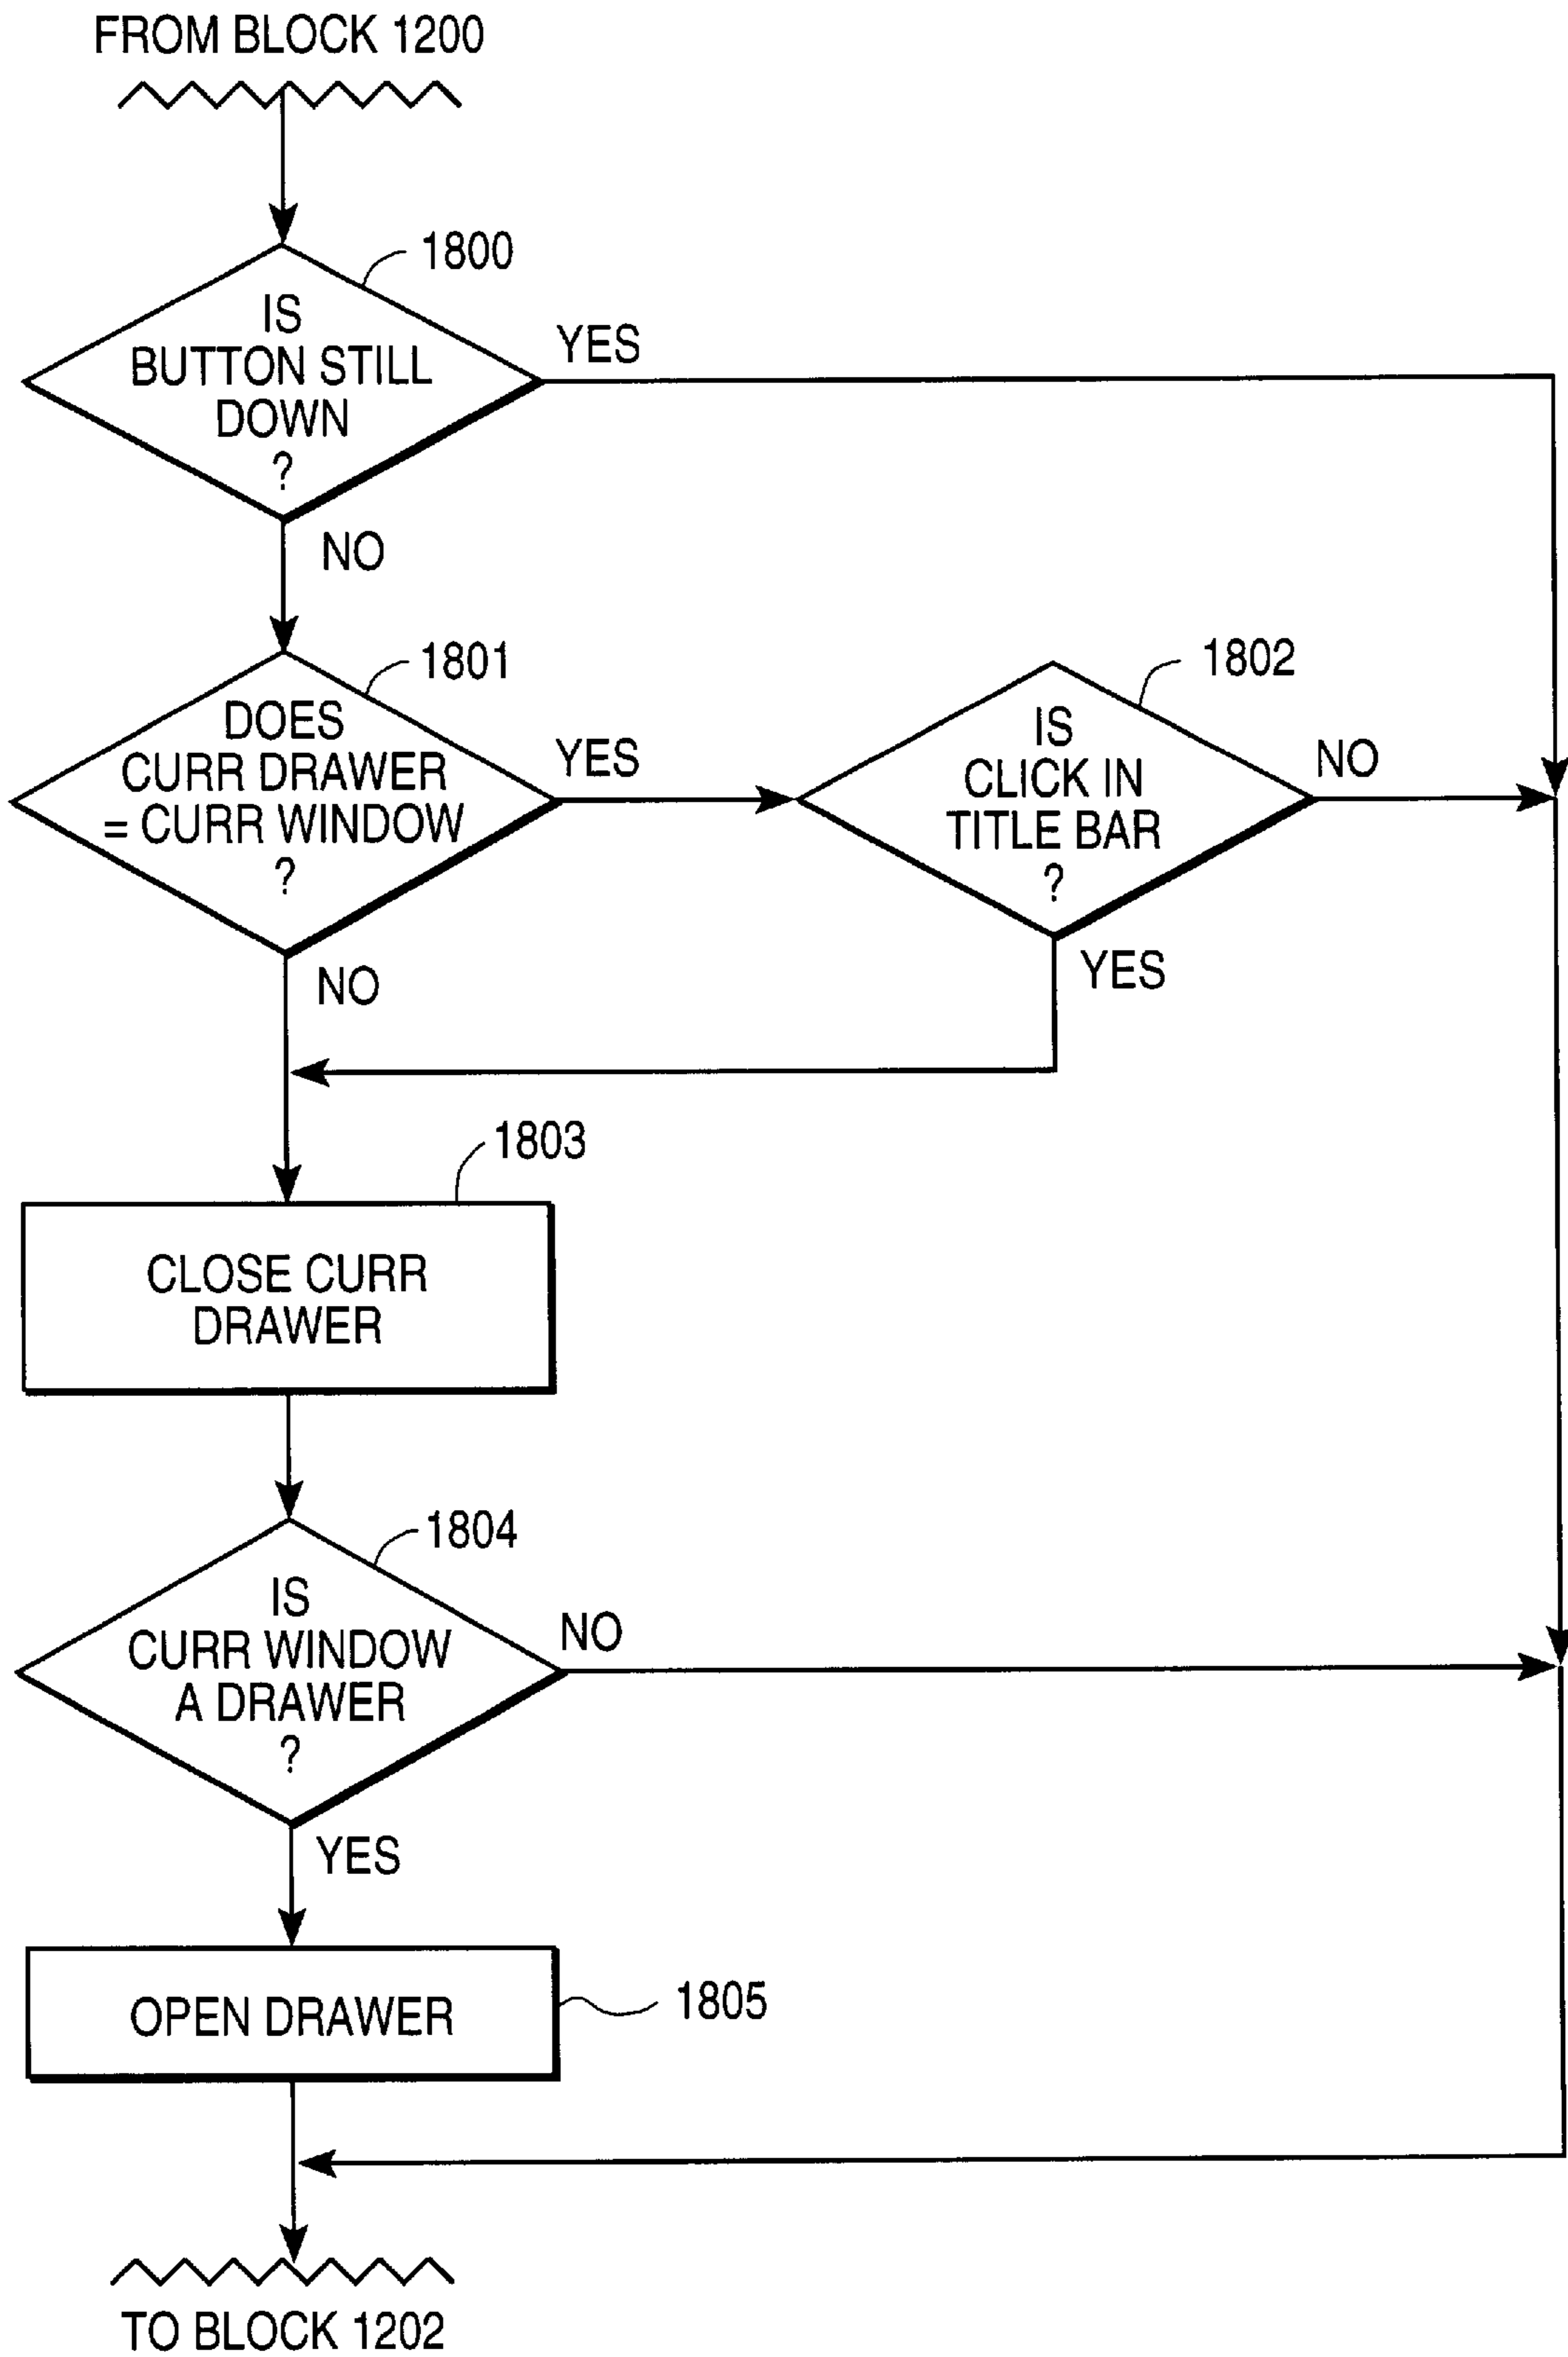 FROM BLOCK 1200
1800
IS
BUTTON STILL
DOWN
?
YES
NO
1801
DOES
CURR DRAWER
= CURR WINDOW
?
YES
NO
1802
IS
CLICK IN
TITLE BAR
?
NO
YES
1803
CLOSE CURR
DRAWER
1804
IS
CURR WINDOW
A DRAWER
?
NO
YES
OPEN DRAWER
1805
TO BLOCK 1202